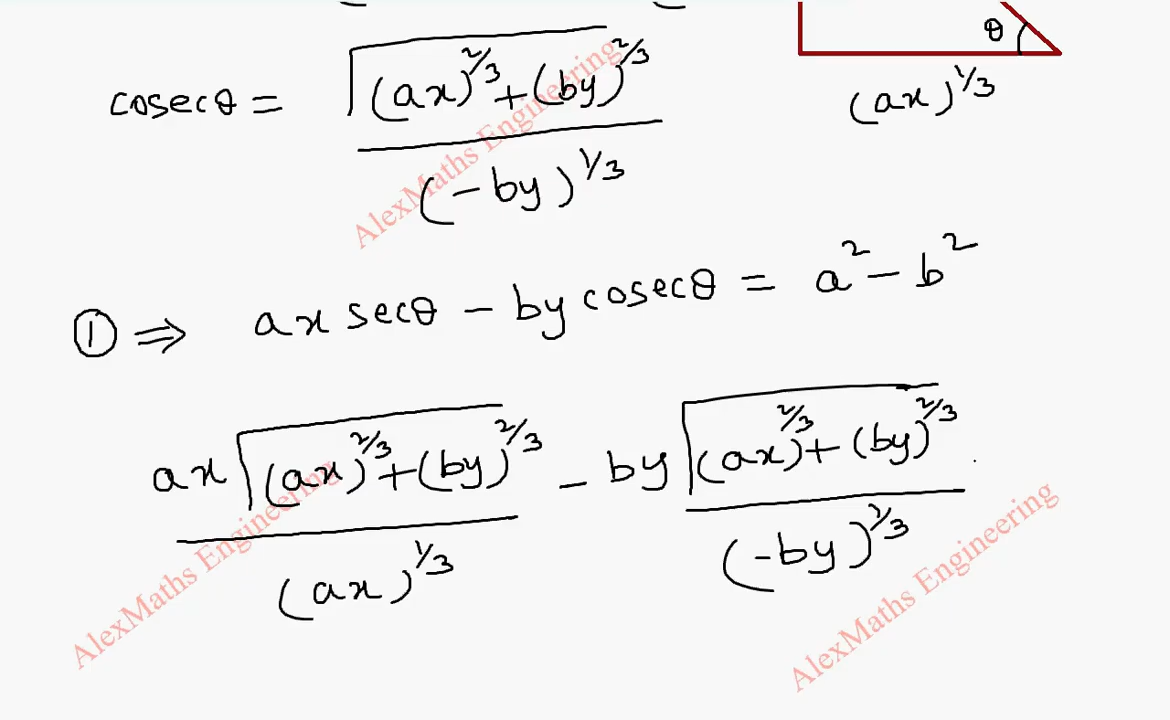 cosecθ = √((ax)^2/3 + (by)^2/3) / (-by)^1/3
θ
(ax)^1/3
① ⇒ ax secθ - by cosecθ = a² - b²
ax √((ax)^2/3 + (by)^2/3) / (ax)^1/3 - by √((ax)^2/3 + (by)^2/3) / (-by)^1/3
AlexMaths Engineering
AlexMaths Engineering
AlexMaths Engineering